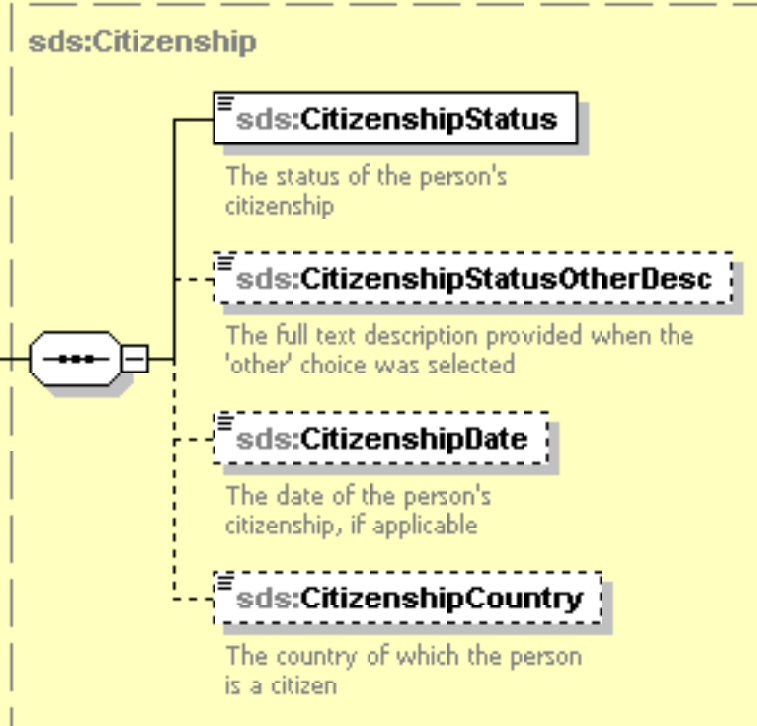 sds:Citizenship
sds:CitizenshipStatus
The status of the person's
citizenship
sds:CitizenshipStatusOtherDesc
The full text description provided when the
'other' choice was selected
sds:CitizenshipDate
The date of the person's
citizenship, if applicable
sds:CitizenshipCountry
The country of which the person
is a citizen